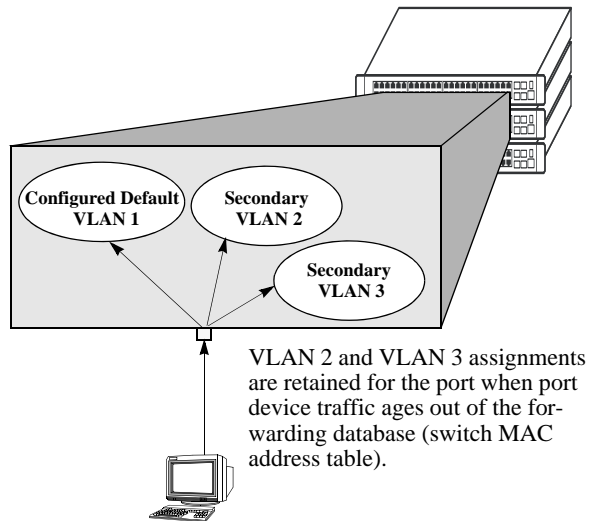 Configured Default
VLAN 1
Secondary
VLAN 2
Secondary
VLAN 3
VLAN 2 and VLAN 3 assignments
are retained for the port when port
device traffic ages out of the for-
warding database (switch MAC
address table).